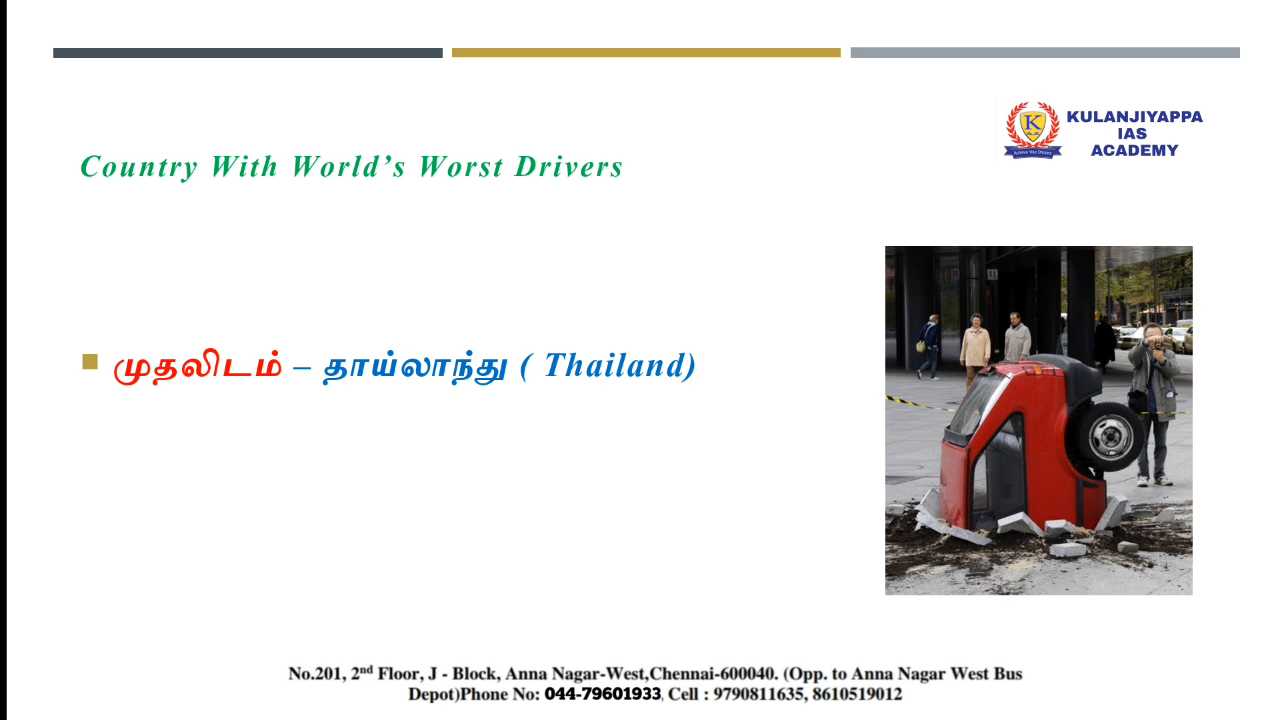 KULANJIYAPPA
IAS
ACADEMY
Country With World’s Worst Drivers
முதலிடம் – தாய்லாந்து ( Thailand)
No.201, 2nd Floor, J - Block, Anna Nagar-West,Chennai-600040. (Opp. to Anna Nagar West Bus
Depot)Phone No: 044-79601933, Cell : 9790811635, 8610519012